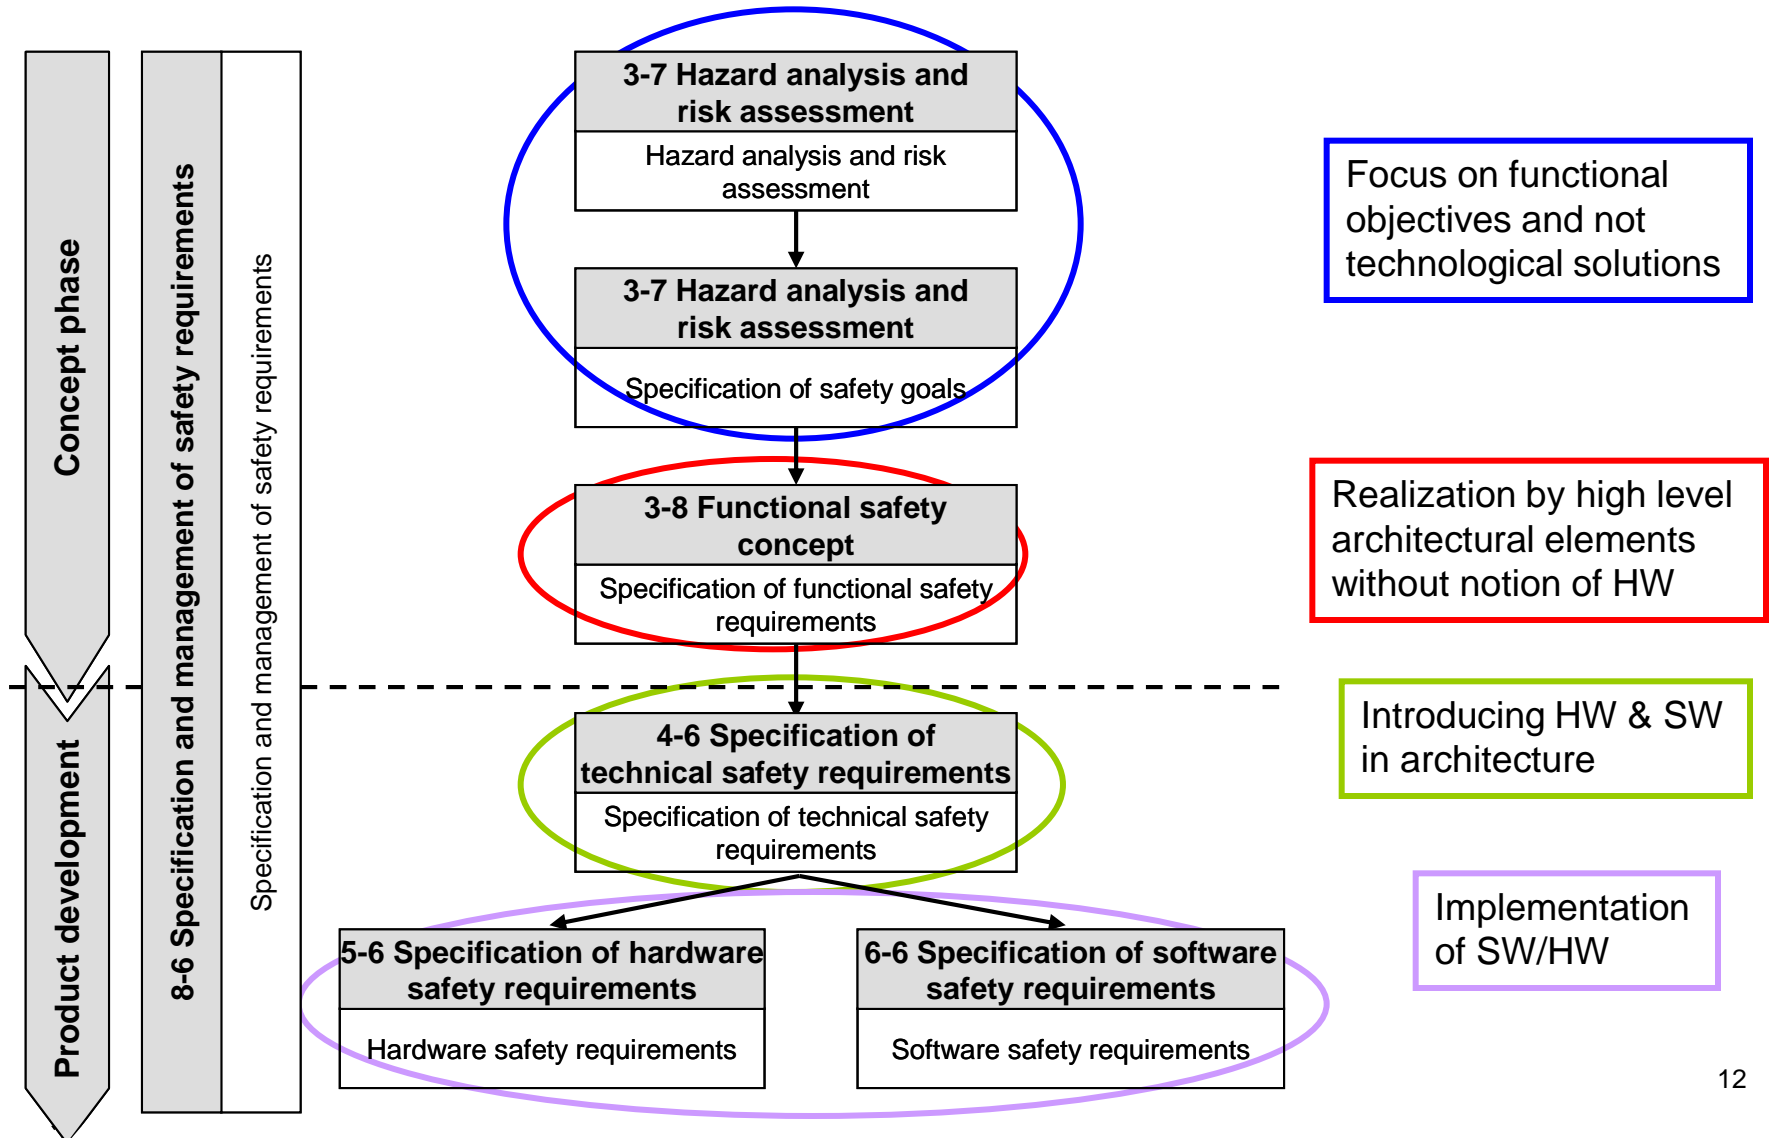 Concept phase
Product development
8-6 Specification and management of safety requirements
Specification and management of safety requirements
3-7 Hazard analysis and
risk assessment
Hazard analysis and risk
assessment
3-7 Hazard analysis and
risk assessment
Specification of safety goals
3-8 Functional safety
concept
Specification of functional safety
requirements
4-6 Specification of
technical safety requirements
Specification of technical safety
requirements
5-6 Specification of hardware
safety requirements
Hardware safety requirements
6-6 Specification of software
safety requirements
Software safety requirements
Focus on functional
objectives and not
technological solutions
Realization by high level
architectural elements
without notion of HW
Introducing HW & SW
in architecture
Implementation
of SW/HW
12